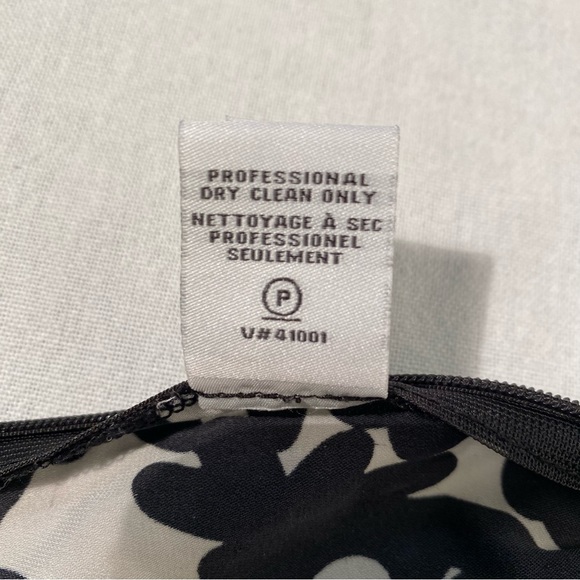 PROFESSIONAL
DRY CLEAN ONLY
NETTOYAGE À SEC
PROFESSIONEL
SEULEMENT
P
V#41001